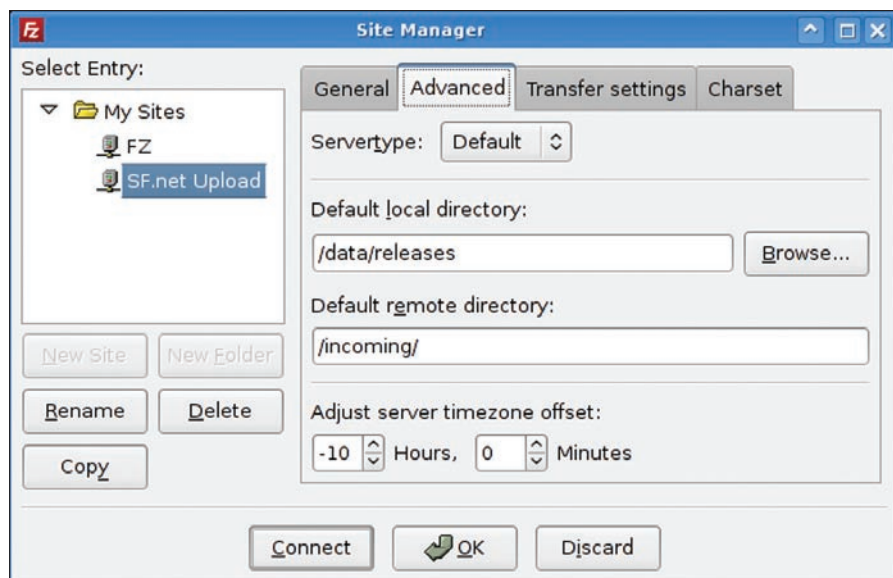 Fz
Site Manager
Select Entry:
My Sites
FZ
SF.net Upload
New Site
New Folder
Rename
Delete
Copy
General
Advanced
Transfer settings
Charset
Servertype:
Default
Default local directory:
/data/releases
Browse...
Default remote directory:
/incoming/
Adjust server timezone offset:
-10
Hours,
0
Minutes
Connect
OK
Discard